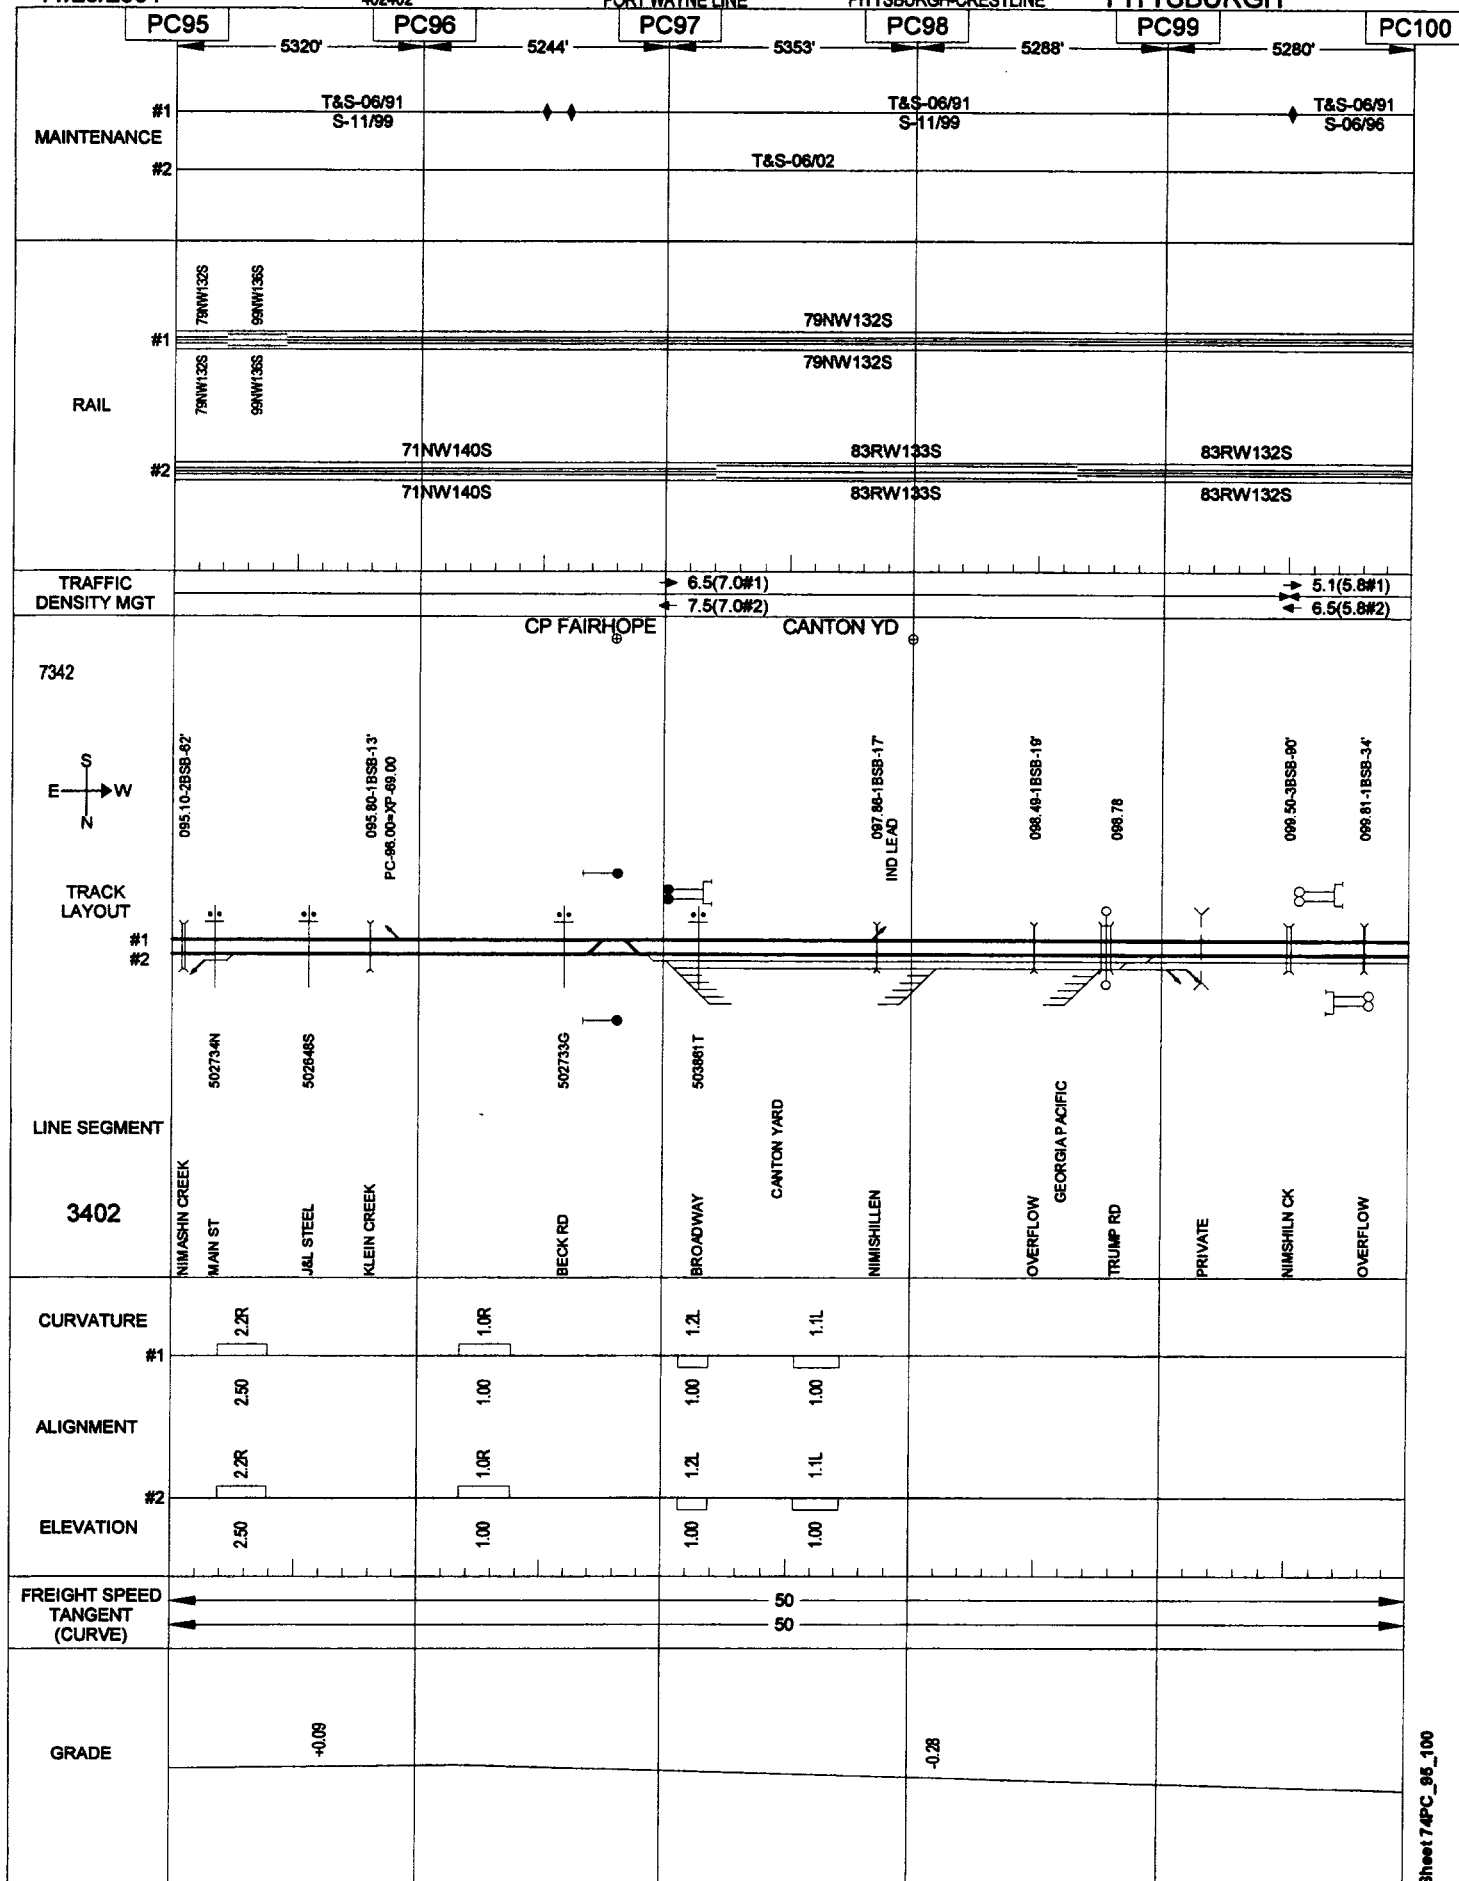 FORT WAYNE LINE
PITTSBURGH-CRESTLINE
PITTSBURGH
PC95
PC96
PC97
PC98
PC99
PC100
5320'
5244'
5353'
5288'
5280'
MAINTENANCE
#1
T&S-06/91
S-11/99
T&S-06/91
S-11/99
T&S-06/91
S-06/96
#2
T&S-06/02
RAIL
79NW132S
99NW136S
79NW132S
#1
79NW132S
99NW136S
79NW132S
71NW140S
83RW133S
83RW132S
#2
71NW140S
83RW133S
83RW132S
TRAFFIC
DENSITY MGT
6.5(7.0#1)
7.5(7.0#2)
5.1(5.8#1)
6.5(5.8#2)
CP FAIRHOPE
CANTON YD
7342
S
E
W
N
095.10-2BSB-62'
095.80-1BSB-13'
PC-96.00=XP-69.00
097.86-1BSB-17'
IND LEAD
098.49-1BSB-19'
098.78
099.50-3BSB-90'
099.81-1BSB-34'
TRACK
LAYOUT
#1
#2
502734N
502648S
502733G
503861T
LINE SEGMENT
3402
NIMASHN CREEK
MAIN ST
J&L STEEL
KLEIN CREEK
BECK RD
BROADWAY
CANTON YARD
NIMISHILLEN
OVERFLOW
GEORGIA PACIFIC
TRUMP RD
PRIVATE
NIMSHILN CK
OVERFLOW
CURVATURE
2.2R
1.0R
1.2L
1.1L
#1
2.50
1.00
1.00
1.00
ALIGNMENT
2.2R
1.0R
1.2L
1.1L
#2
ELEVATION
2.50
1.00
1.00
1.00
FREIGHT SPEED
TANGENT
(CURVE)
50
50
GRADE
+0.09
-0.28
Sheet 74PC_95_100